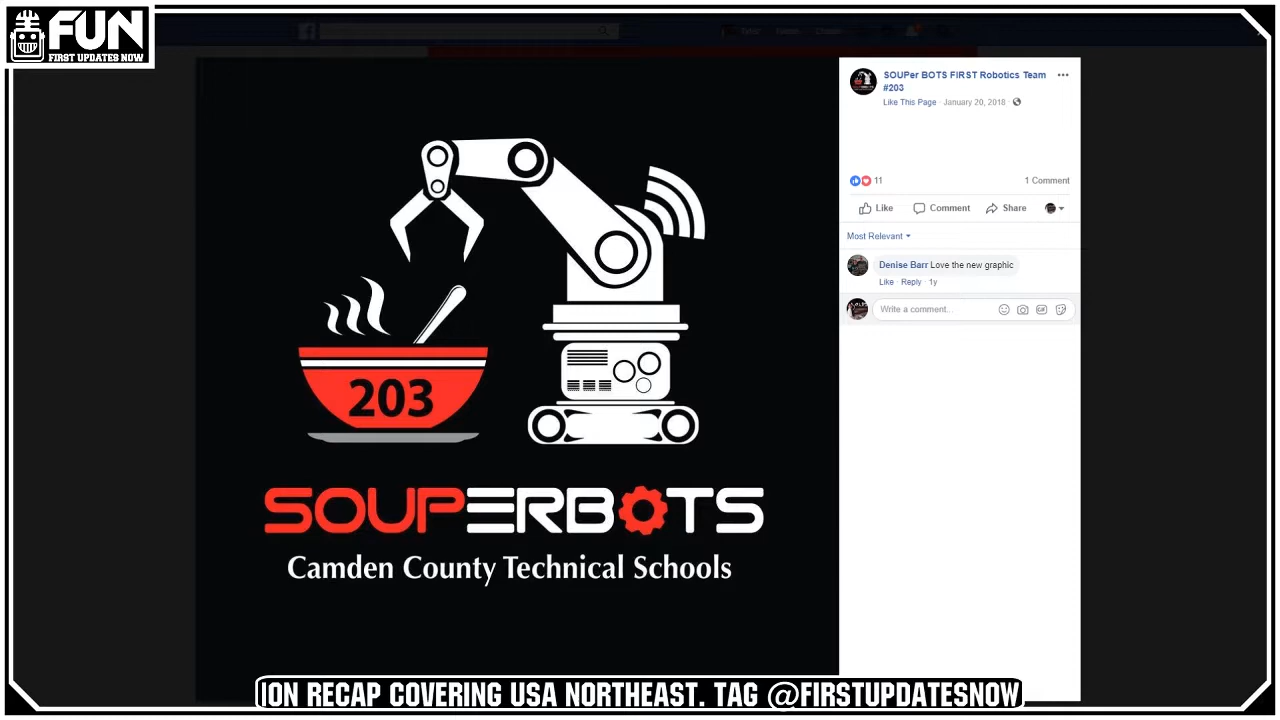 FUN
FIRST UPDATES NOW
SOUPer BOTS FIRST Robotics Team
#203
Like This Page · January 20, 2018
11
1 Comment
Like
Comment
Share
Most Relevant
Denise Barr Love the new graphic
Like · Reply · 1y
Write a comment...
GIF
203
SOUPERBOTS
Camden County Technical Schools
ION RECAP COVERING USA NORTHEAST. TAG @FIRSTUPDATESNOW